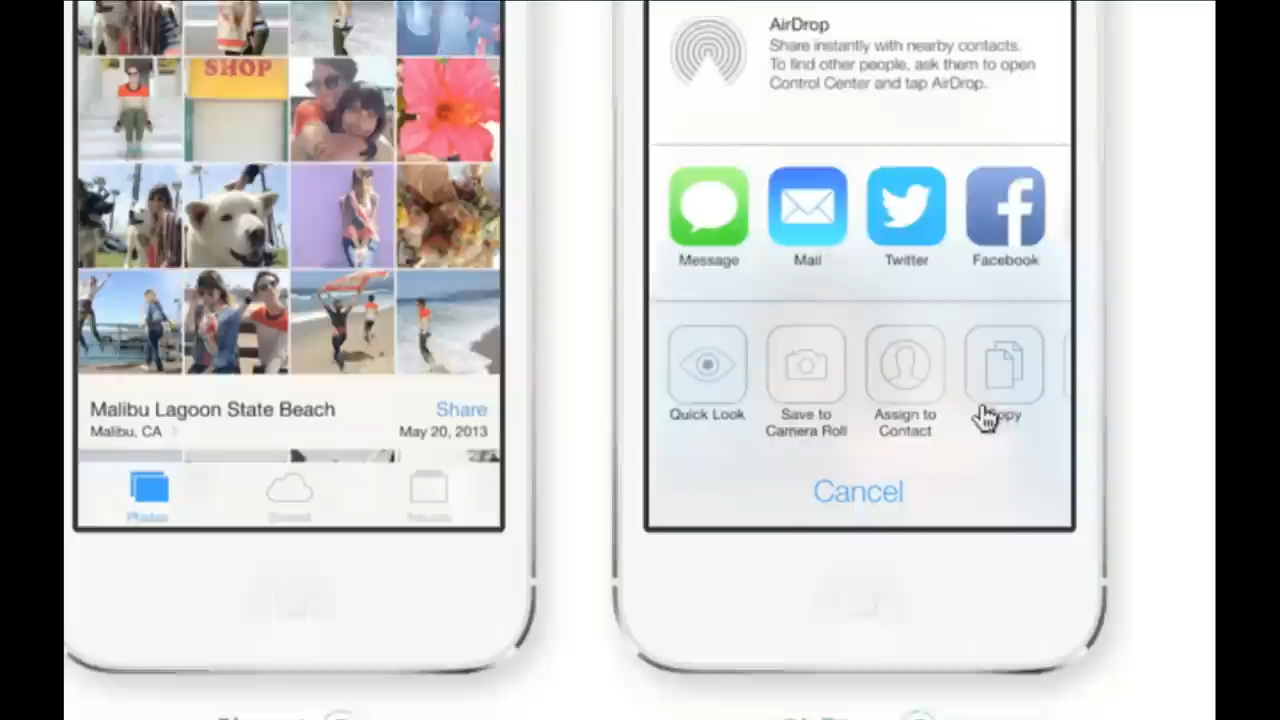 SHOP
Malibu Lagoon State Beach
Share
Malibu, CA
May 20, 2013
Photos
AirDrop
Share instantly with nearby contacts.
To find other people, ask them to open
Control Center and tap AirDrop.
Message
Mail
Twitter
Facebook
Quick Look
Save to
Camera Roll
Assign to
Contact
Cancel